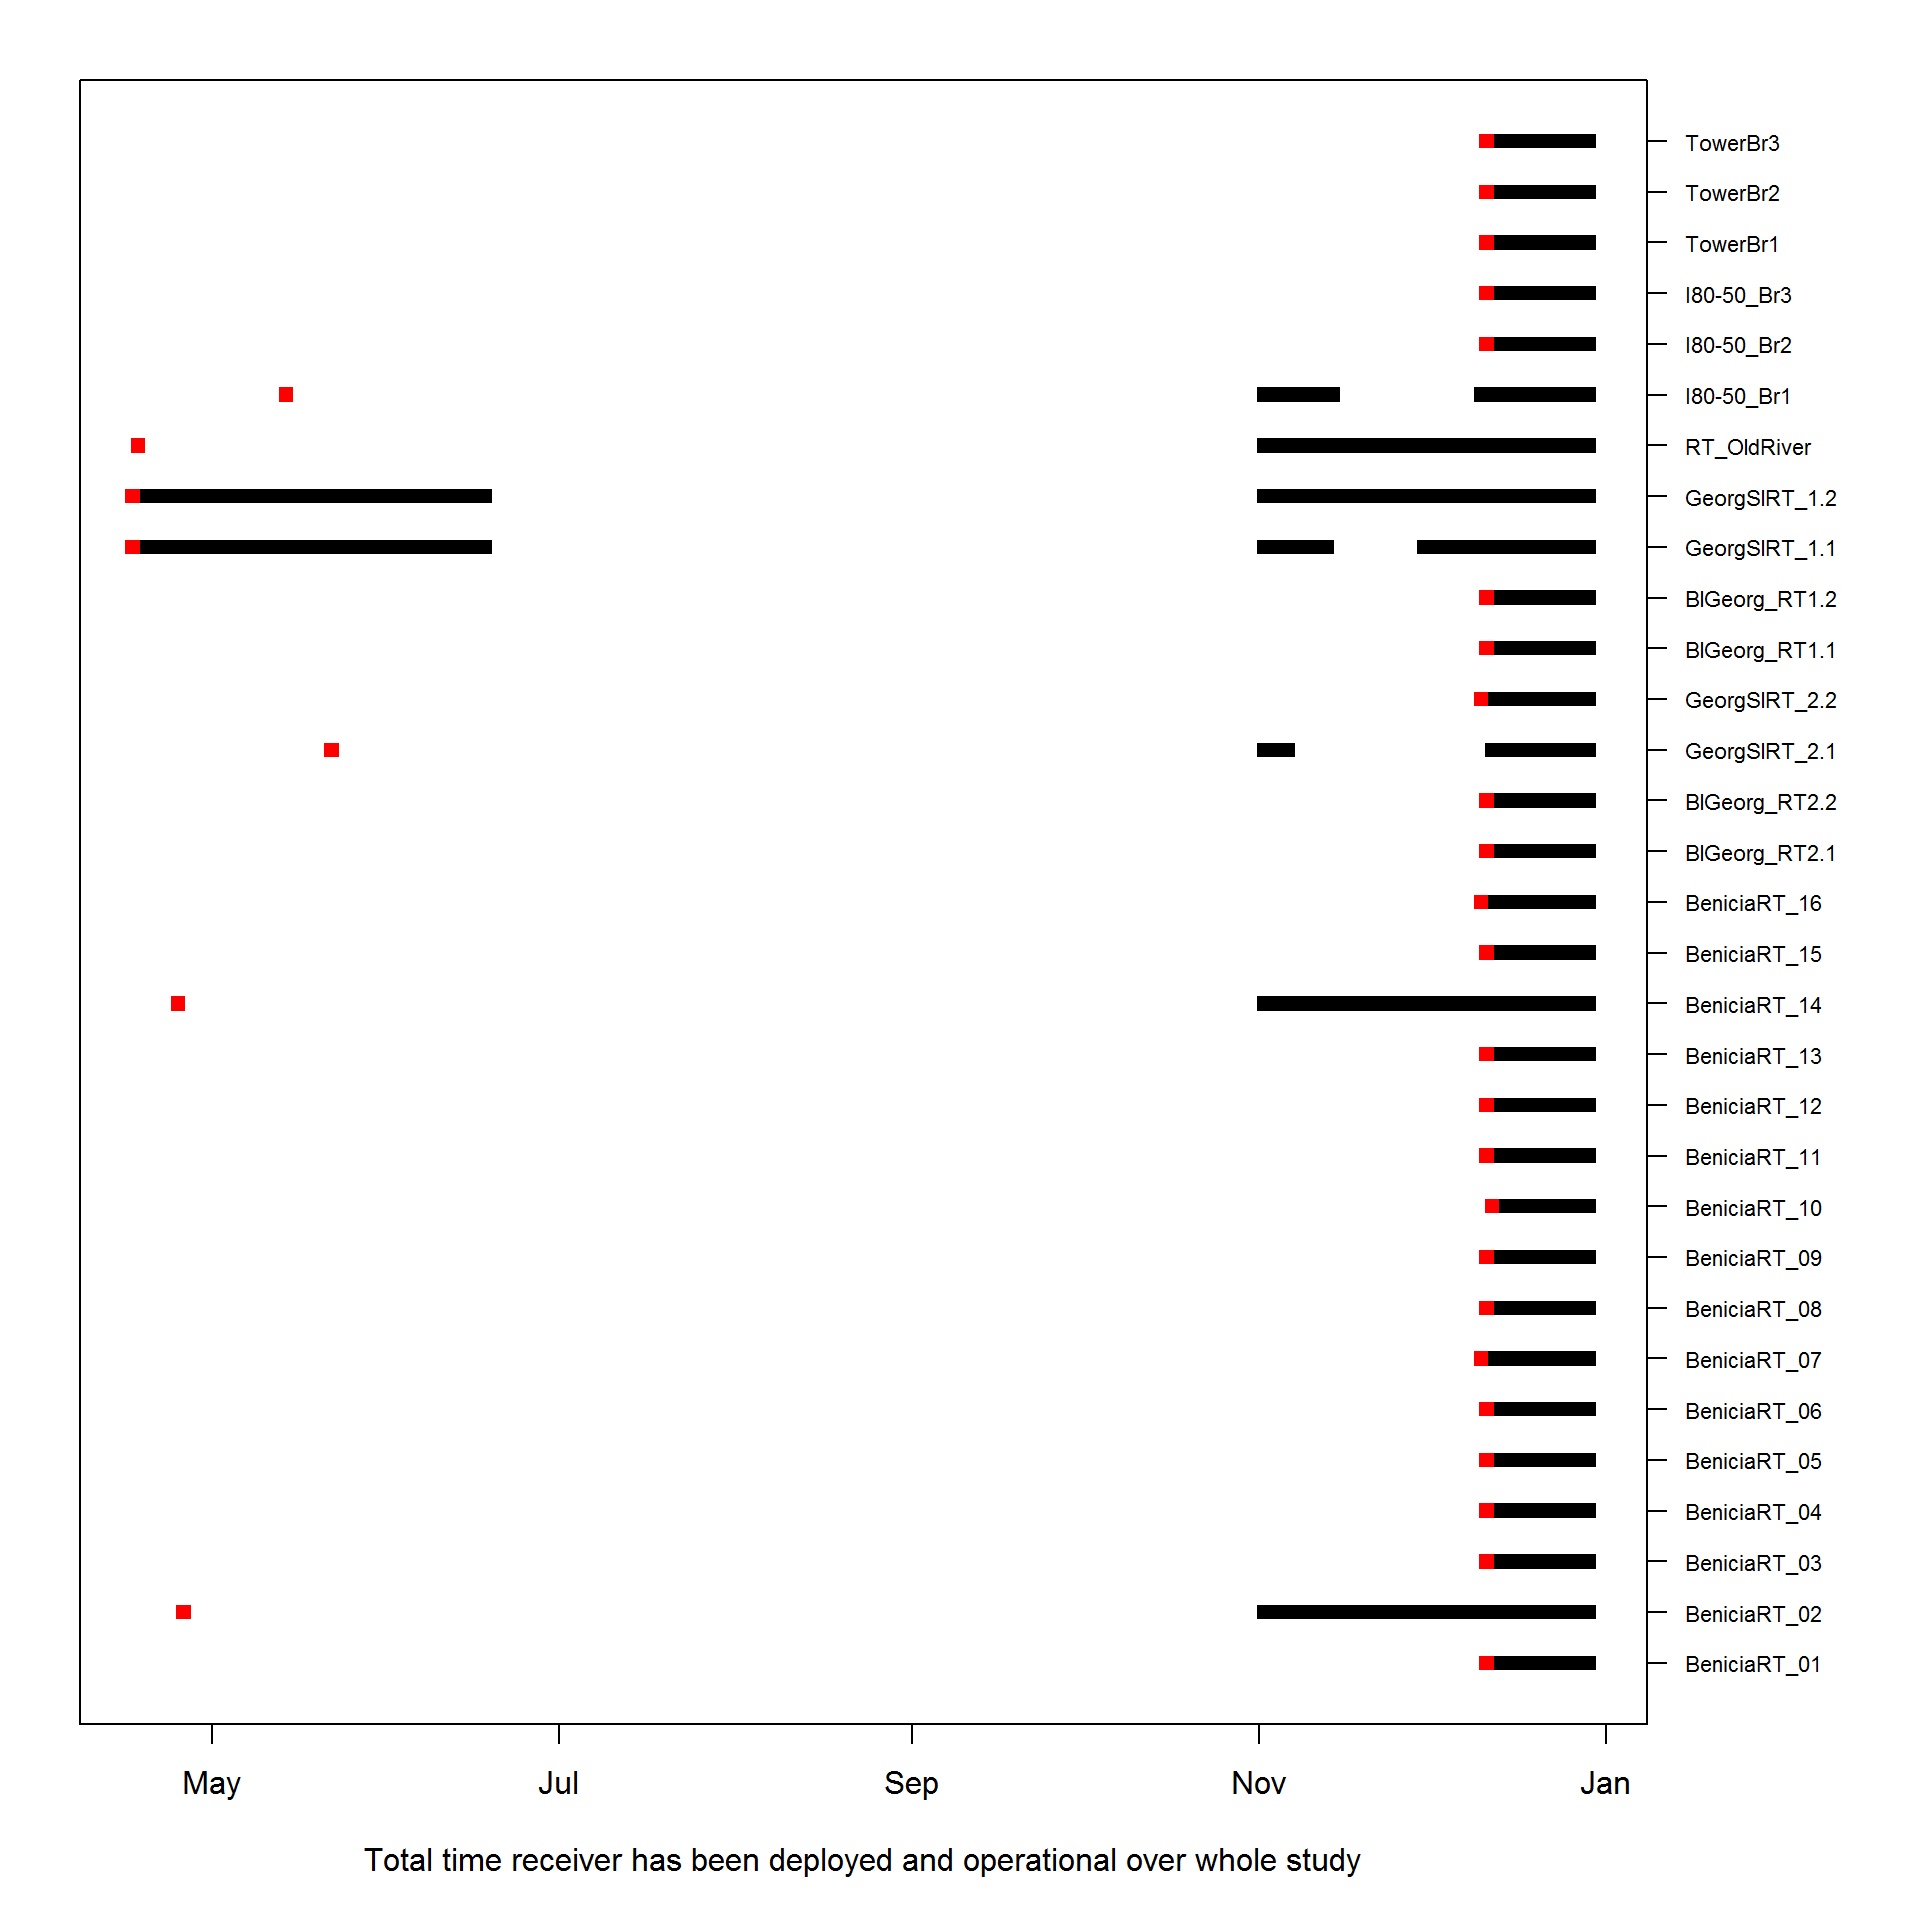 TowerBr3
TowerBr2
TowerBr1
I80-50_Br3
I80-50_Br2
I80-50_Br1
RT_OldRiver
GeorgSlRT_1.2
GeorgSlRT_1.1
BlGeorg_RT1.2
BlGeorg_RT1.1
GeorgSlRT_2.2
GeorgSlRT_2.1
BlGeorg_RT2.2
BlGeorg_RT2.1
BeniciaRT_16
BeniciaRT_15
BeniciaRT_14
BeniciaRT_13
BeniciaRT_12
BeniciaRT_11
BeniciaRT_10
BeniciaRT_09
BeniciaRT_08
BeniciaRT_07
BeniciaRT_06
BeniciaRT_05
BeniciaRT_04
BeniciaRT_03
BeniciaRT_02
BeniciaRT_01
May Jul Sep Nov Jan
Total time receiver has been deployed and operational over whole study